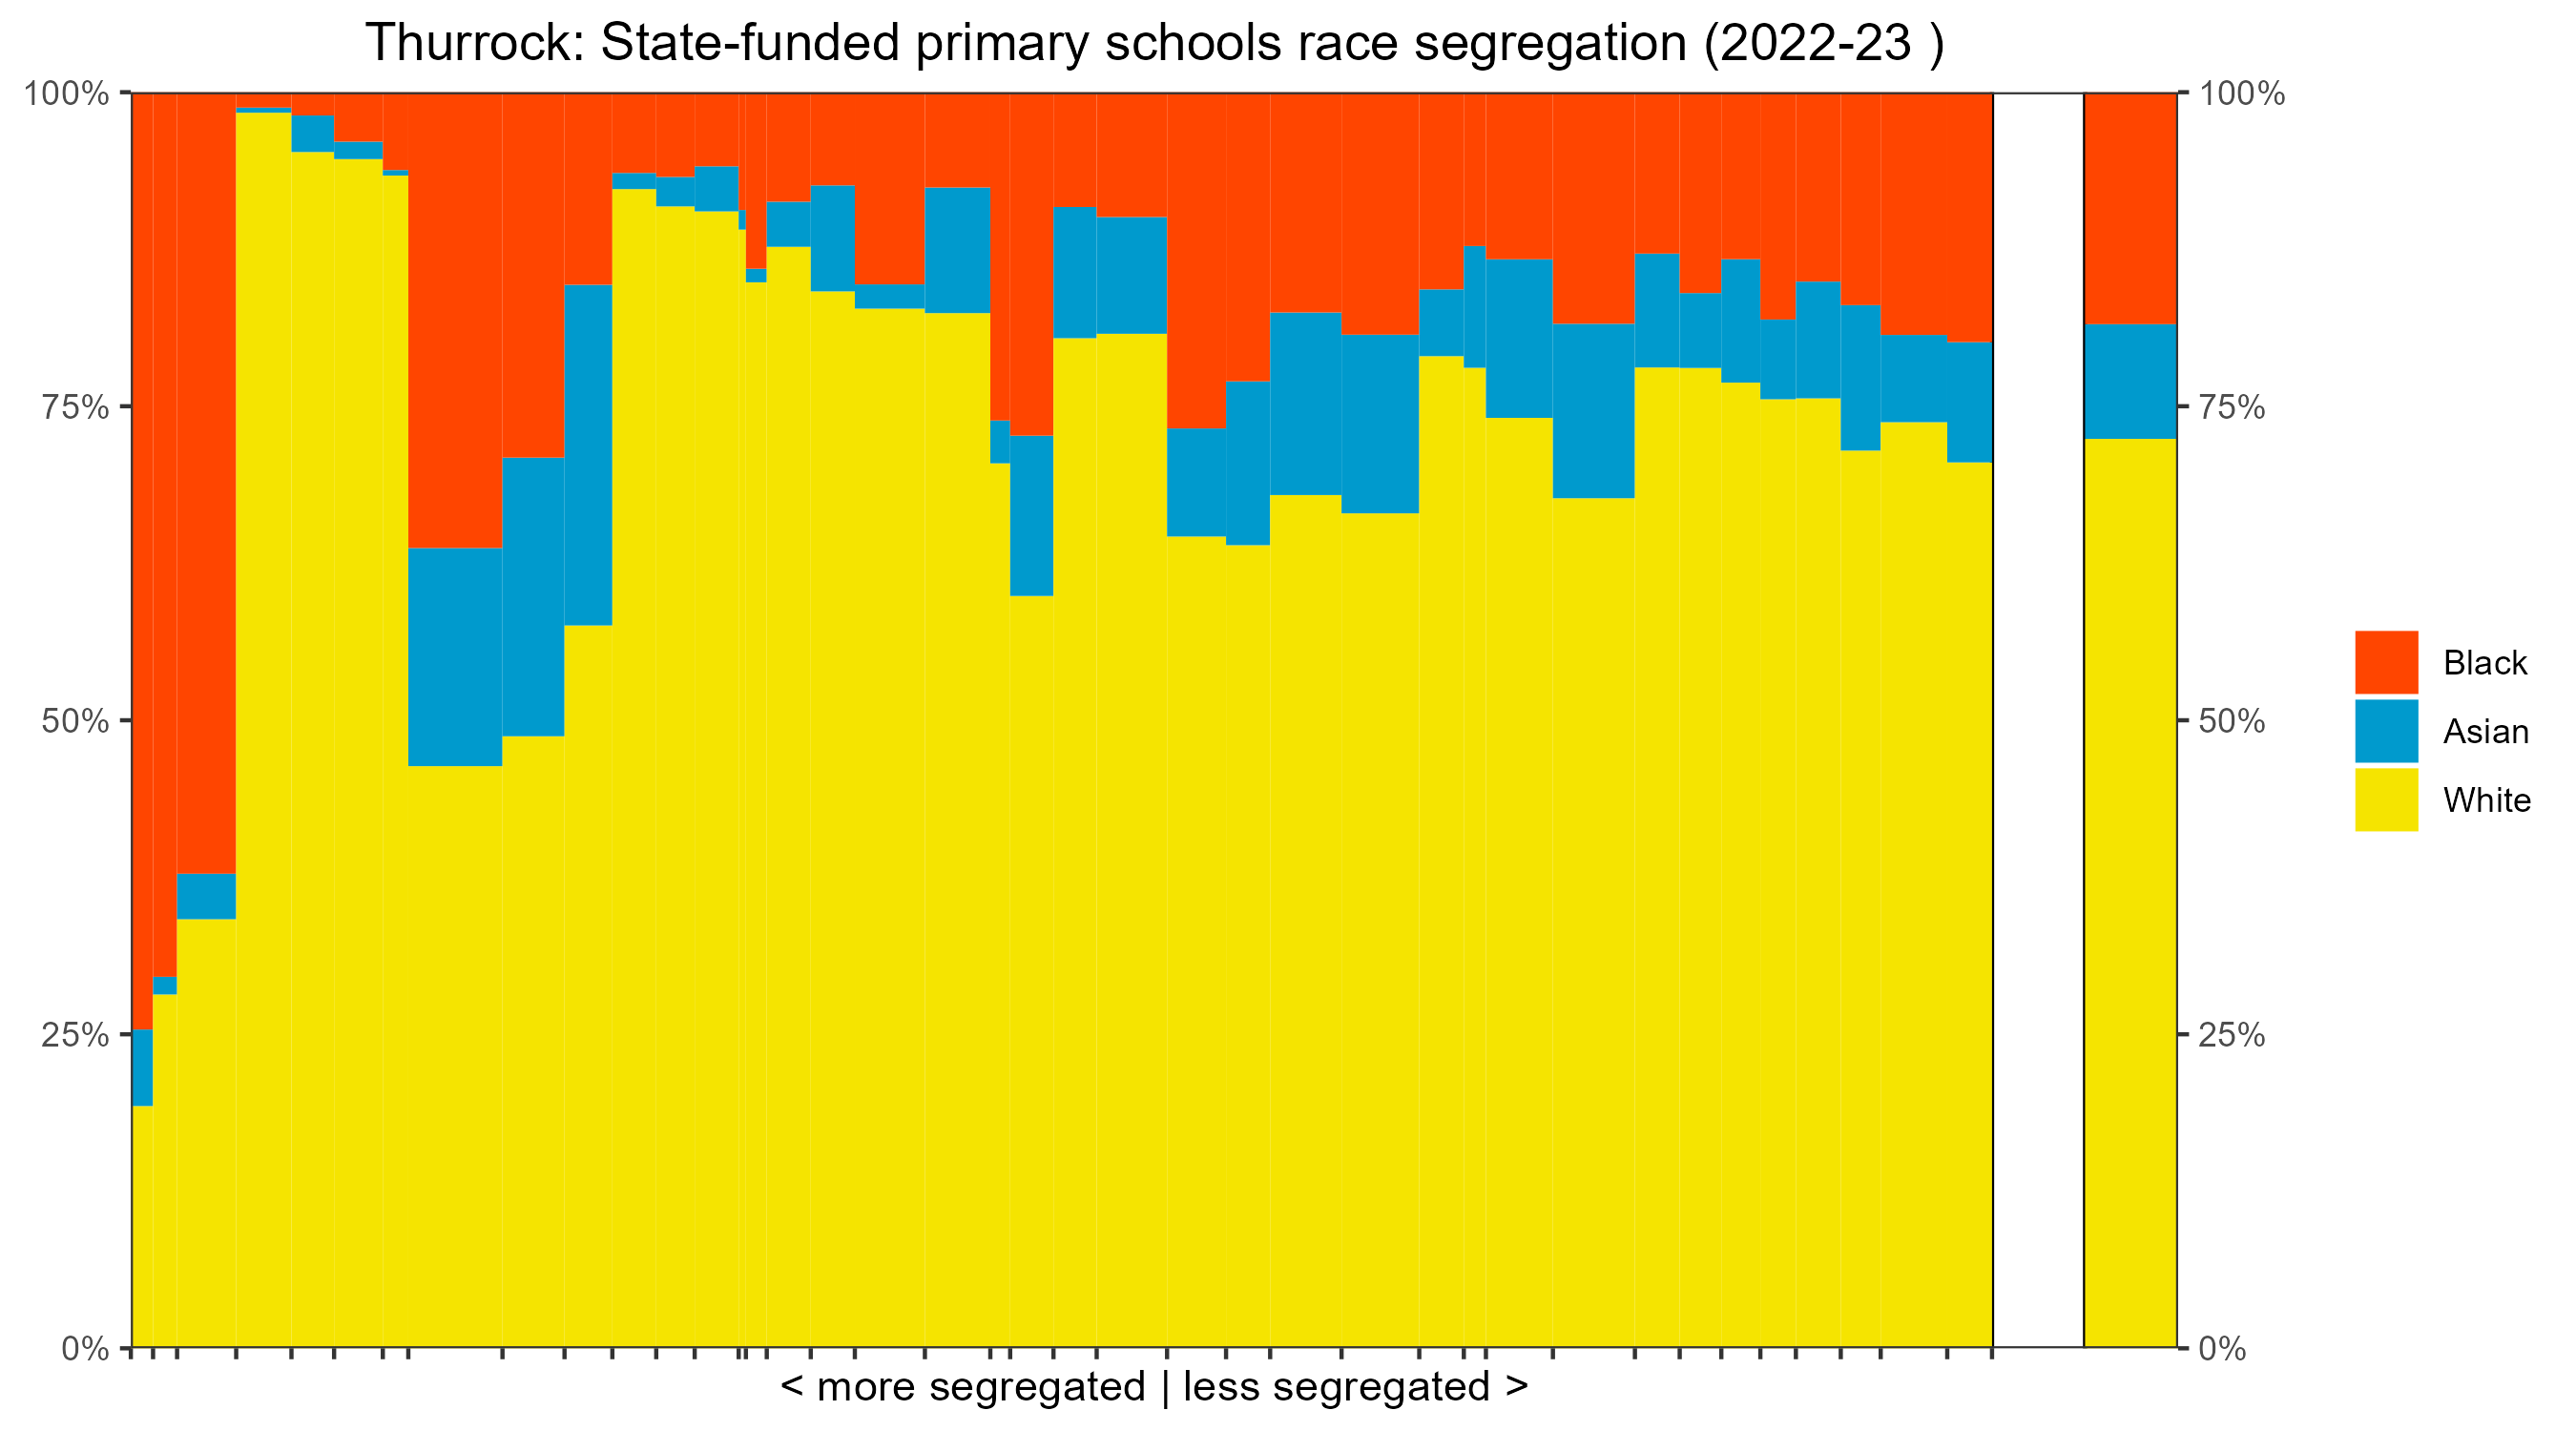 Thurrock: State-funded primary schools race segregation (2022-23 )
100%
75%
50%
25%
0%
100%
75%
50%
25%
0%
Black
Asian
White
< more segregated | less segregated >